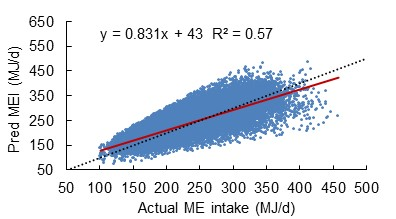 650
y = 0.831x + 43 R² = 0.57
550
450
350
250
150
50
Pred MEI (MJ/d)
50 100 150 200 250 300 350 400 450 500
Actual ME intake (MJ/d)